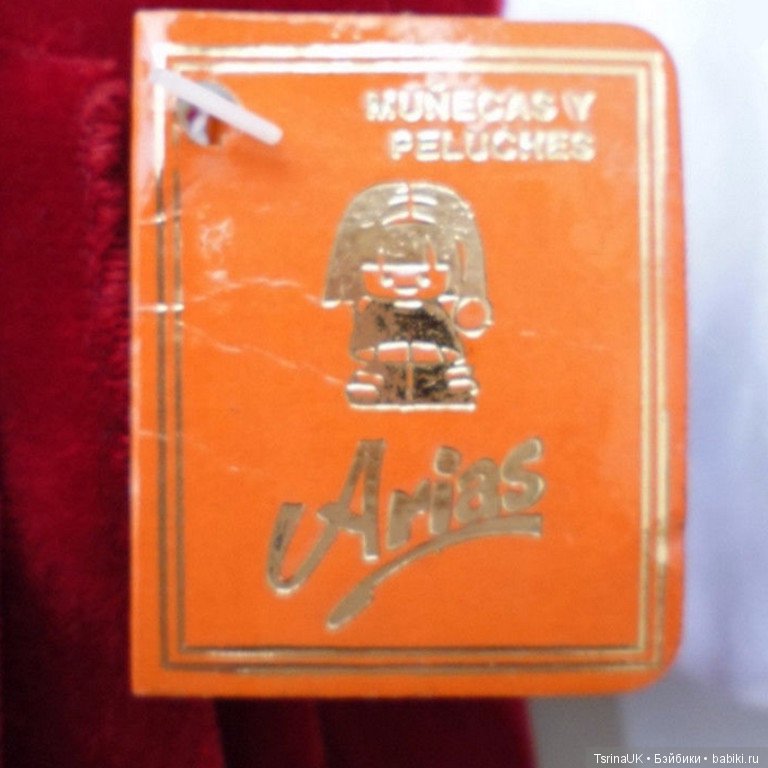 MUÑECAS Y
PELUCHES
Arias
TsrinaUK • Бэйбики • babiki.ru